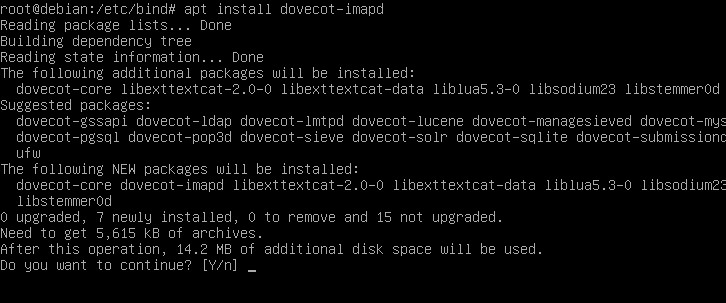 root@debian:/etc/bind# apt install dovecot-imapd
Reading package lists... Done
Building dependency tree
Reading state information... Done
The following additional packages will be installed:
  dovecot-core libexttextcat-2.0-0 libexttextcat-data liblua5.3-0 libsodium23 libstemmer0d
Suggested packages:
  dovecot-gssapi dovecot-ldap dovecot-lmtpd dovecot-lucene dovecot-managesieved dovecot-mys
  dovecot-pgsql dovecot-pop3d dovecot-sieve dovecot-solr dovecot-sqlite dovecot-submissiond
  ufw
The following NEW packages will be installed:
  dovecot-core dovecot-imapd libexttextcat-2.0-0 libexttextcat-data liblua5.3-0 libsodium23
  libstemmer0d
0 upgraded, 7 newly installed, 0 to remove and 15 not upgraded.
Need to get 5,615 kB of archives.
After this operation, 14.2 MB of additional disk space will be used.
Do you want to continue? [Y/n] _